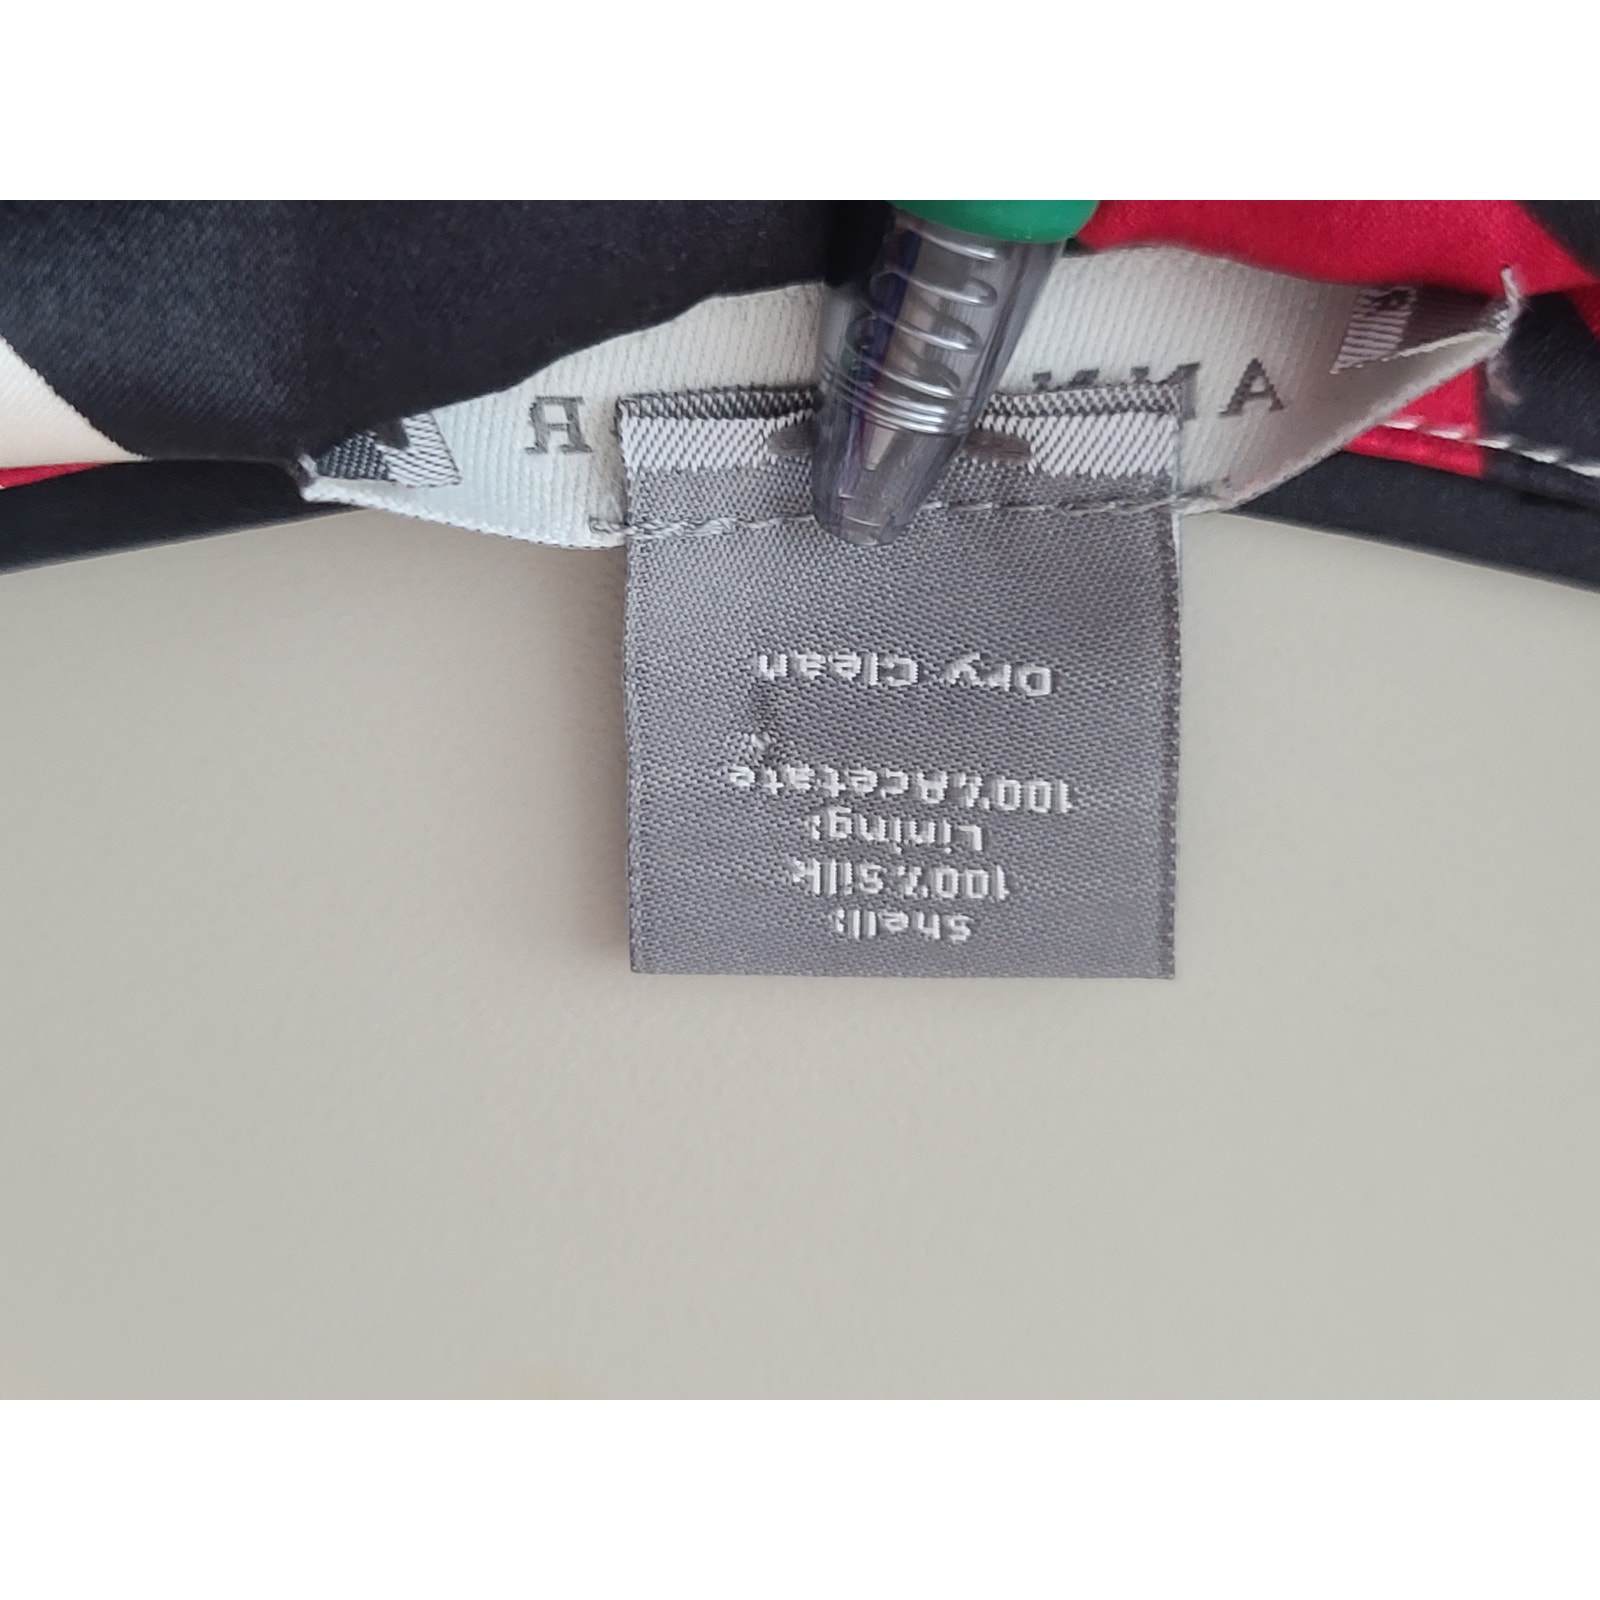 Shell:
100% Silk
Lining:
100% Acetate
Dry Clean